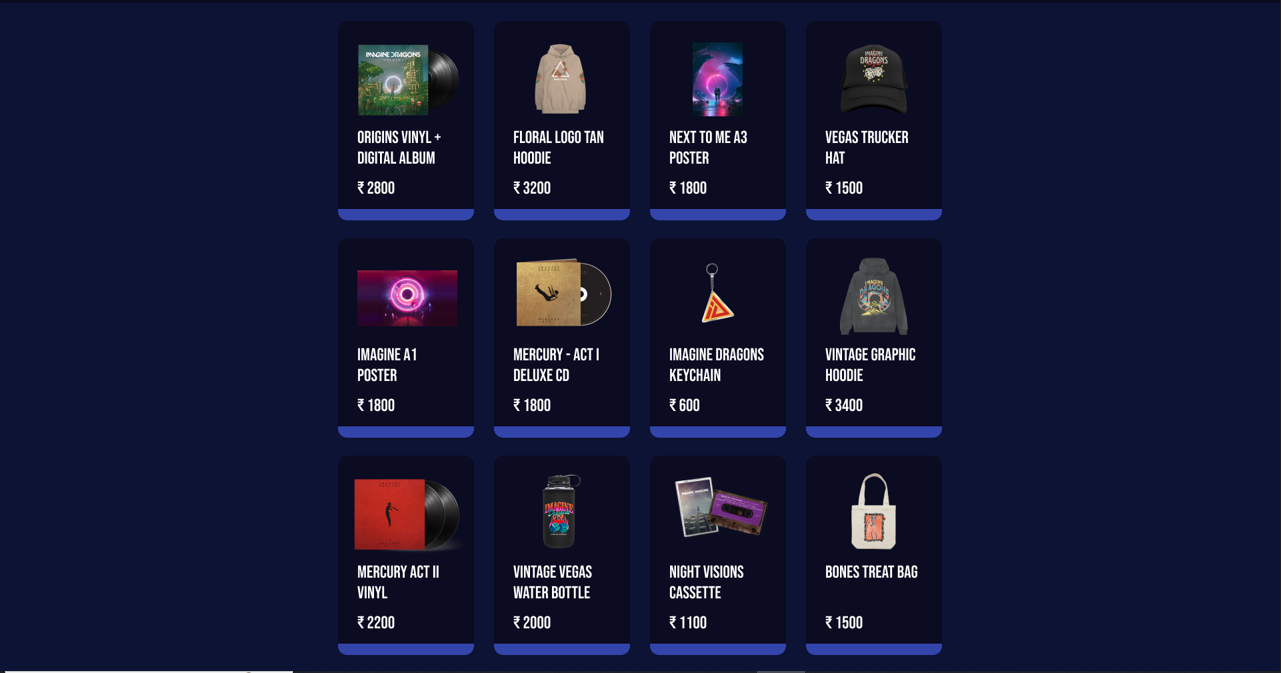 IMAGINE DRAGONS
ORIGINS VINYL +
DIGITAL ALBUM
₹ 2800
FLORAL LOGO TAN
HOODIE
₹ 3200
NEXT TO ME A3
POSTER
₹ 1800
IMAGINE
DRAGONS
VEGAS TRUCKER
HAT
₹ 1500
IMAGINE A1
POSTER
₹ 1800
MERCURY - ACT I
DELUXE CD
₹ 1800
IMAGINE DRAGONS
KEYCHAIN
₹ 600
IMAGINE
DRAGONS
VINTAGE GRAPHIC
HOODIE
₹ 3400
MERCURY ACT II
VINYL
₹ 2200
IMAGINE
VINTAGE VEGAS
WATER BOTTLE
₹ 2000
NIGHT VISIONS
CASSETTE
₹ 1100
BONES TREAT BAG
₹ 1500